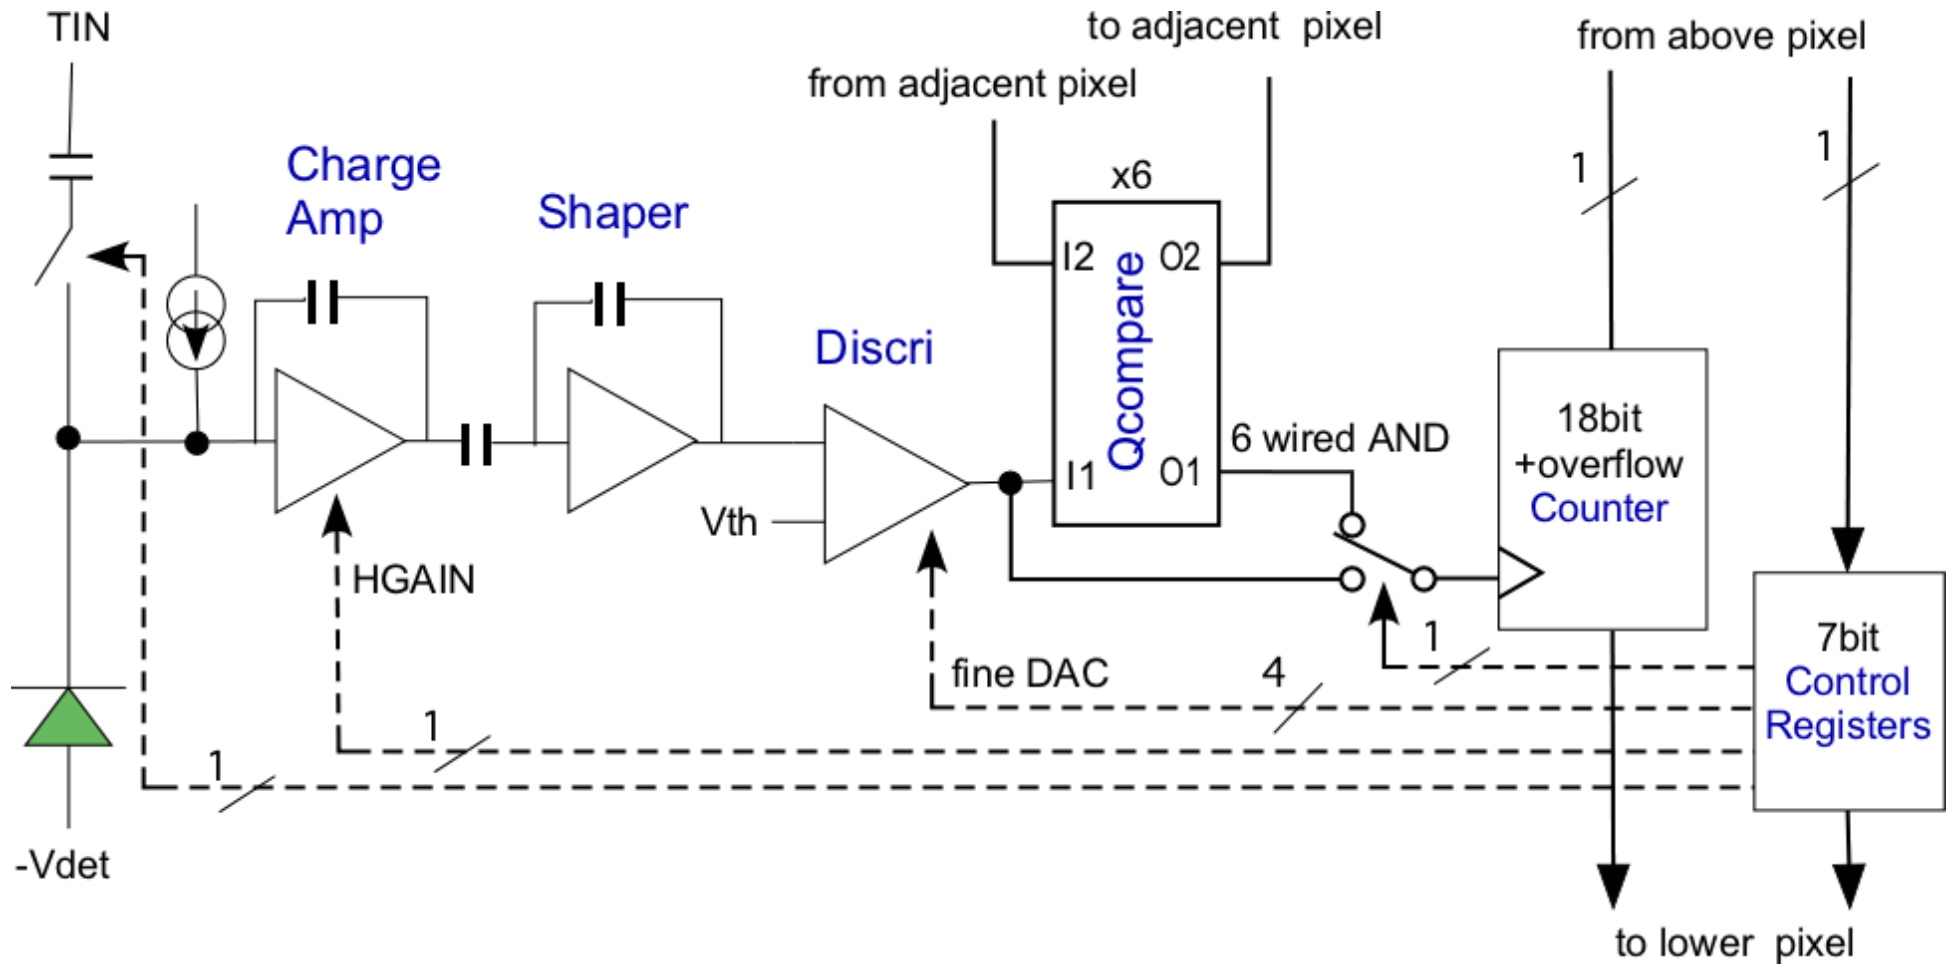 TIN
to adjacent pixel
from above pixel
from adjacent pixel
Charge
Amp
Shaper
x6
1
1
I2
O2
Qcompare
Discri
6 wired AND
I1
O1
18bit
+overflow
Counter
Vth
HGAIN
fine DAC
4
1
7bit
Control
Registers
1
1
-Vdet
to lower pixel